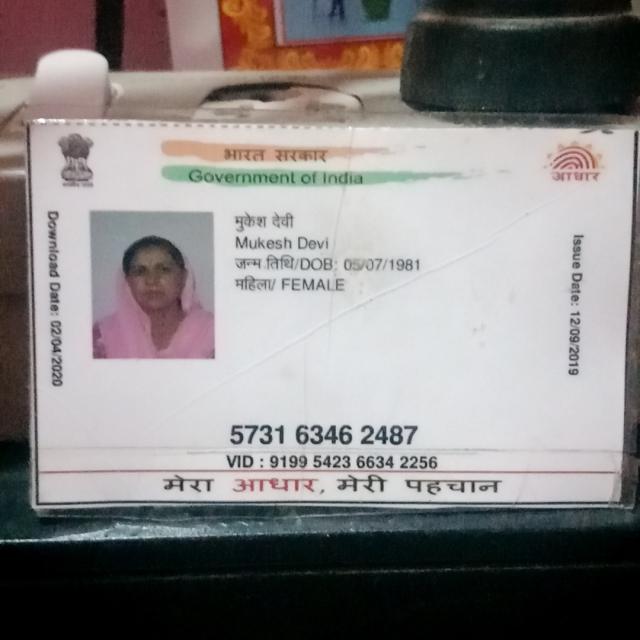 भारत सरकार
Government of India
आधार
Download Date: 02/04/2020
मुकेश देवी
Mukesh Devi
जन्म तिथि/DOB: 05/07/1981
महिला/ FEMALE
Issue Date: 12/09/2019
5731 6346 2487
VID : 9199 5423 6634 2256
मेरा आधार, मेरी पहचान